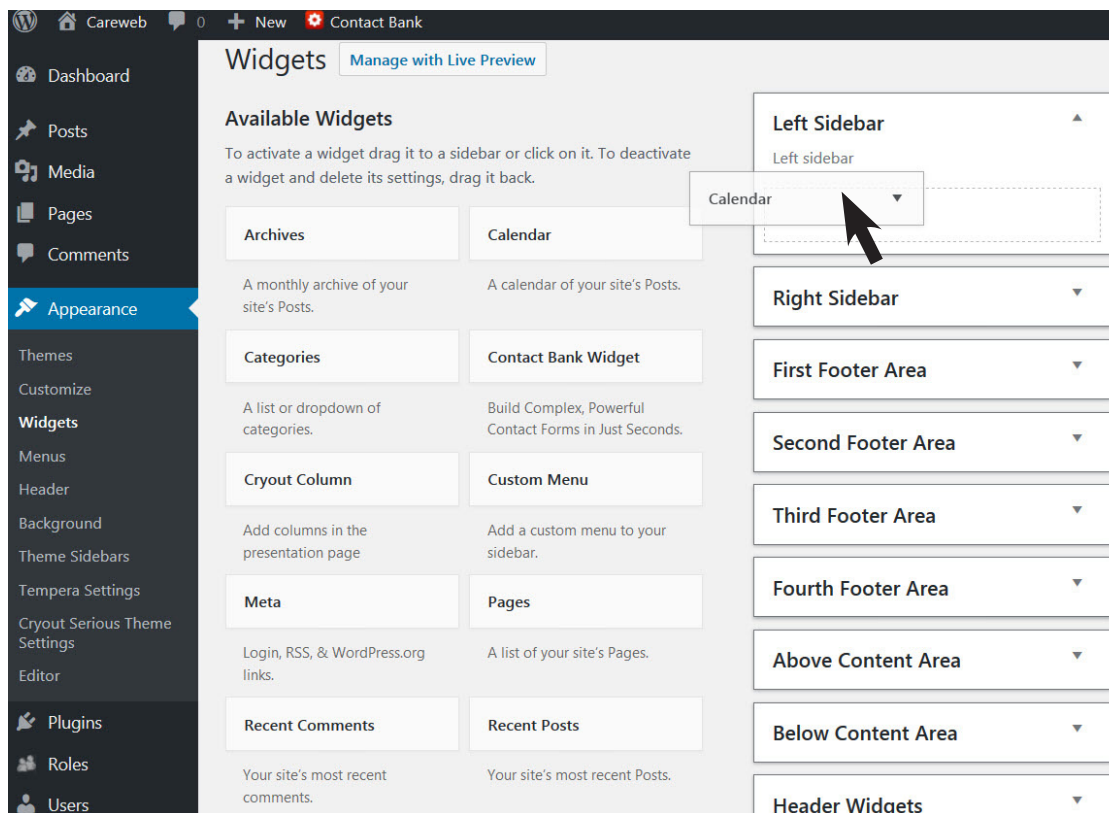 Careweb 0 New Contact Bank
Dashboard
Posts
Media
Pages
Comments
Appearance
Themes
Customize
Widgets
Menus
Header
Background
Theme Sidebars
Tempera Settings
Cryout Serious Theme
Settings
Editor
Plugins
Roles
Users
Widgets Manage with Live Preview
Available Widgets
To activate a widget drag it to a sidebar or click on it. To deactivate
a widget and delete its settings, drag it back.
Archives
A monthly archive of your
site's Posts.
Calendar
A calendar of your site's Posts.
Categories
A list or dropdown of
categories.
Contact Bank Widget
Build Complex, Powerful
Contact Forms in Just Seconds.
Cryout Column
Add columns in the
presentation page
Custom Menu
Add a custom menu to your
sidebar.
Meta
Login, RSS, & WordPress.org
links.
Pages
A list of your site's Pages.
Recent Comments
Your site's most recent
comments.
Recent Posts
Your site's most recent Posts.
Left Sidebar
Left sidebar
Calendar
Right Sidebar
First Footer Area
Second Footer Area
Third Footer Area
Fourth Footer Area
Above Content Area
Below Content Area
Header Widgets